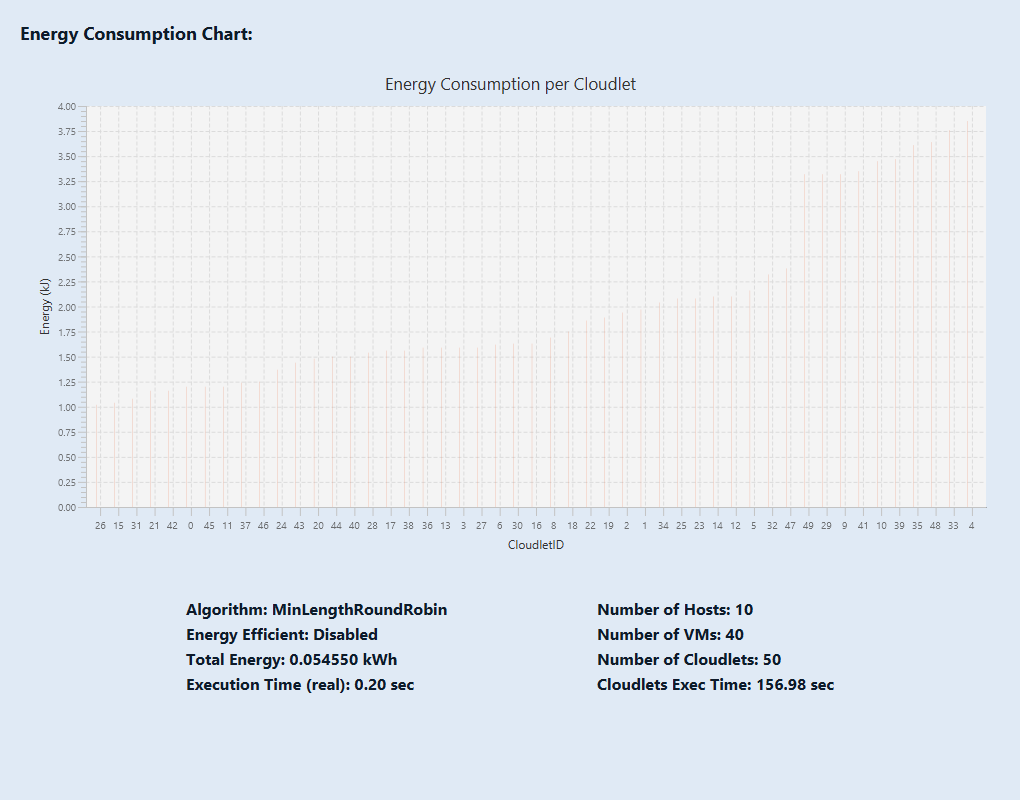 Energy Consumption Chart:
Energy Consumption per Cloudlet
4.00
3.75
3.50
3.25
3.00
2.75
2.50
2.25
2.00
1.75
1.50
1.25
1.00
0.75
0.50
0.25
0.00
Energy (kJ)
26 15 31 21 42 0 45 11 37 46 24 43 20 44 40 28 17 38 36 13 3 27 6 30 16 8 18 22 19 2 1 34 25 23 14 12 5 32 47 49 29 9 41 10 39 35 48 33 4
CloudletID
Algorithm: MinLengthRoundRobin
Energy Efficient: Disabled
Total Energy: 0.054550 kWh
Execution Time (real): 0.20 sec
Number of Hosts: 10
Number of VMs: 40
Number of Cloudlets: 50
Cloudlets Exec Time: 156.98 sec